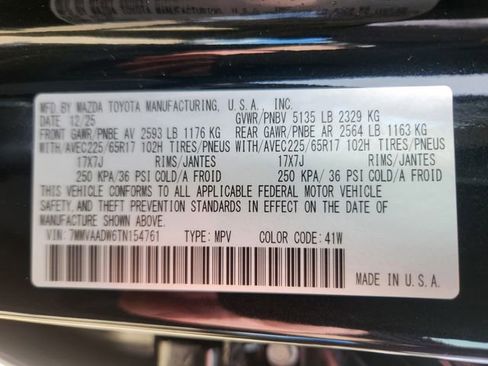 MFD BY MAZDA TOYOTA MANUFACTURING, U.S.A., INC.
DATE 12/25 GVWR/PNBV 5135 LB 2329 KG
FRONT GAWR/PNBE AV 2593 LB 1176 KG REAR GAWR/PNBE AR 2564 LB 1163 KG
WITH/AVEC225/65R17 102H TIRES/PNEUS WITH/AVEC225/65R17 102H TIRES/PNEUS
17X7J RIMS/JANTES 17X7J RIMS/JANTES
250 KPA/36 PSI COLD/A FROID 250 KPA/36 PSI COLD/A FROID
THIS VEHICLE CONFORMS TO ALL APPLICABLE FEDERAL MOTOR VEHICLE
SAFETY, AND THEFT PREVENTION STANDARDS IN EFFECT ON THE DATE OF
MANUFACTURE SHOWN ABOVE.
VIN: 7MMVAADW6TN154761 TYPE: MPV COLOR CODE: 41W
MADE IN U.S.A.